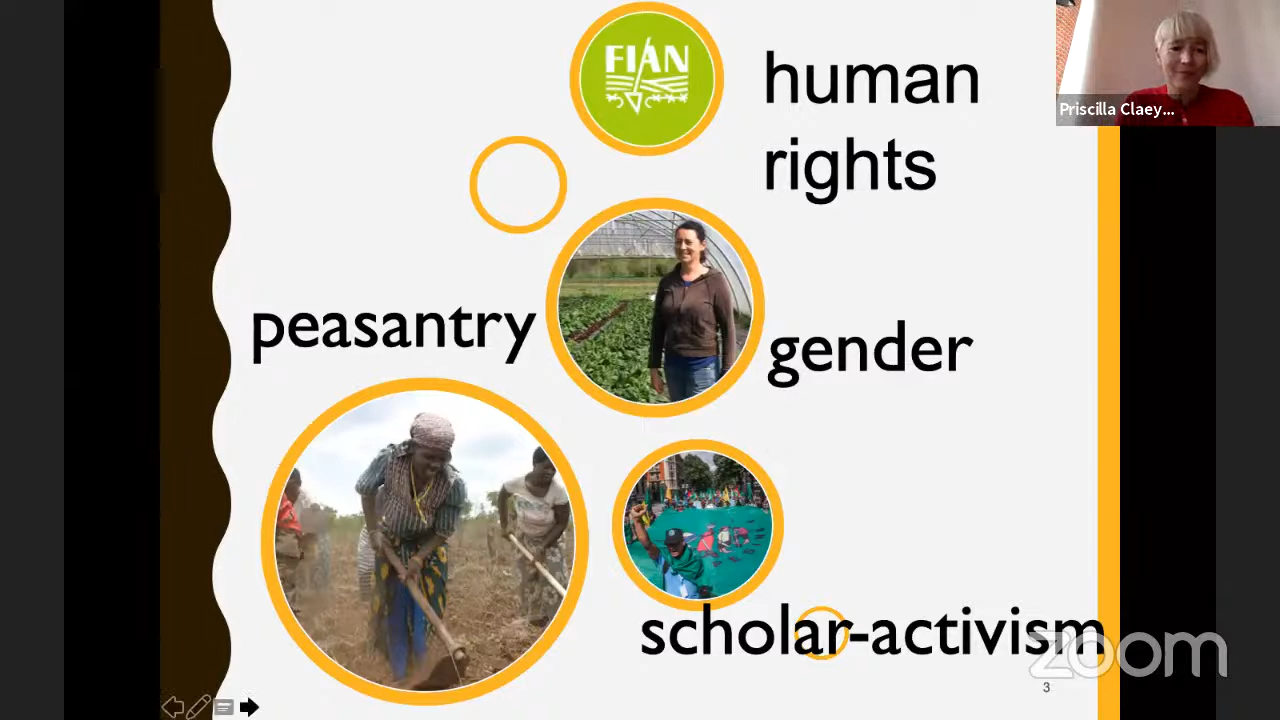 FIAN
human
rights
Priscilla Claey...
peasantry
gender
scholar-activism
zoom
3